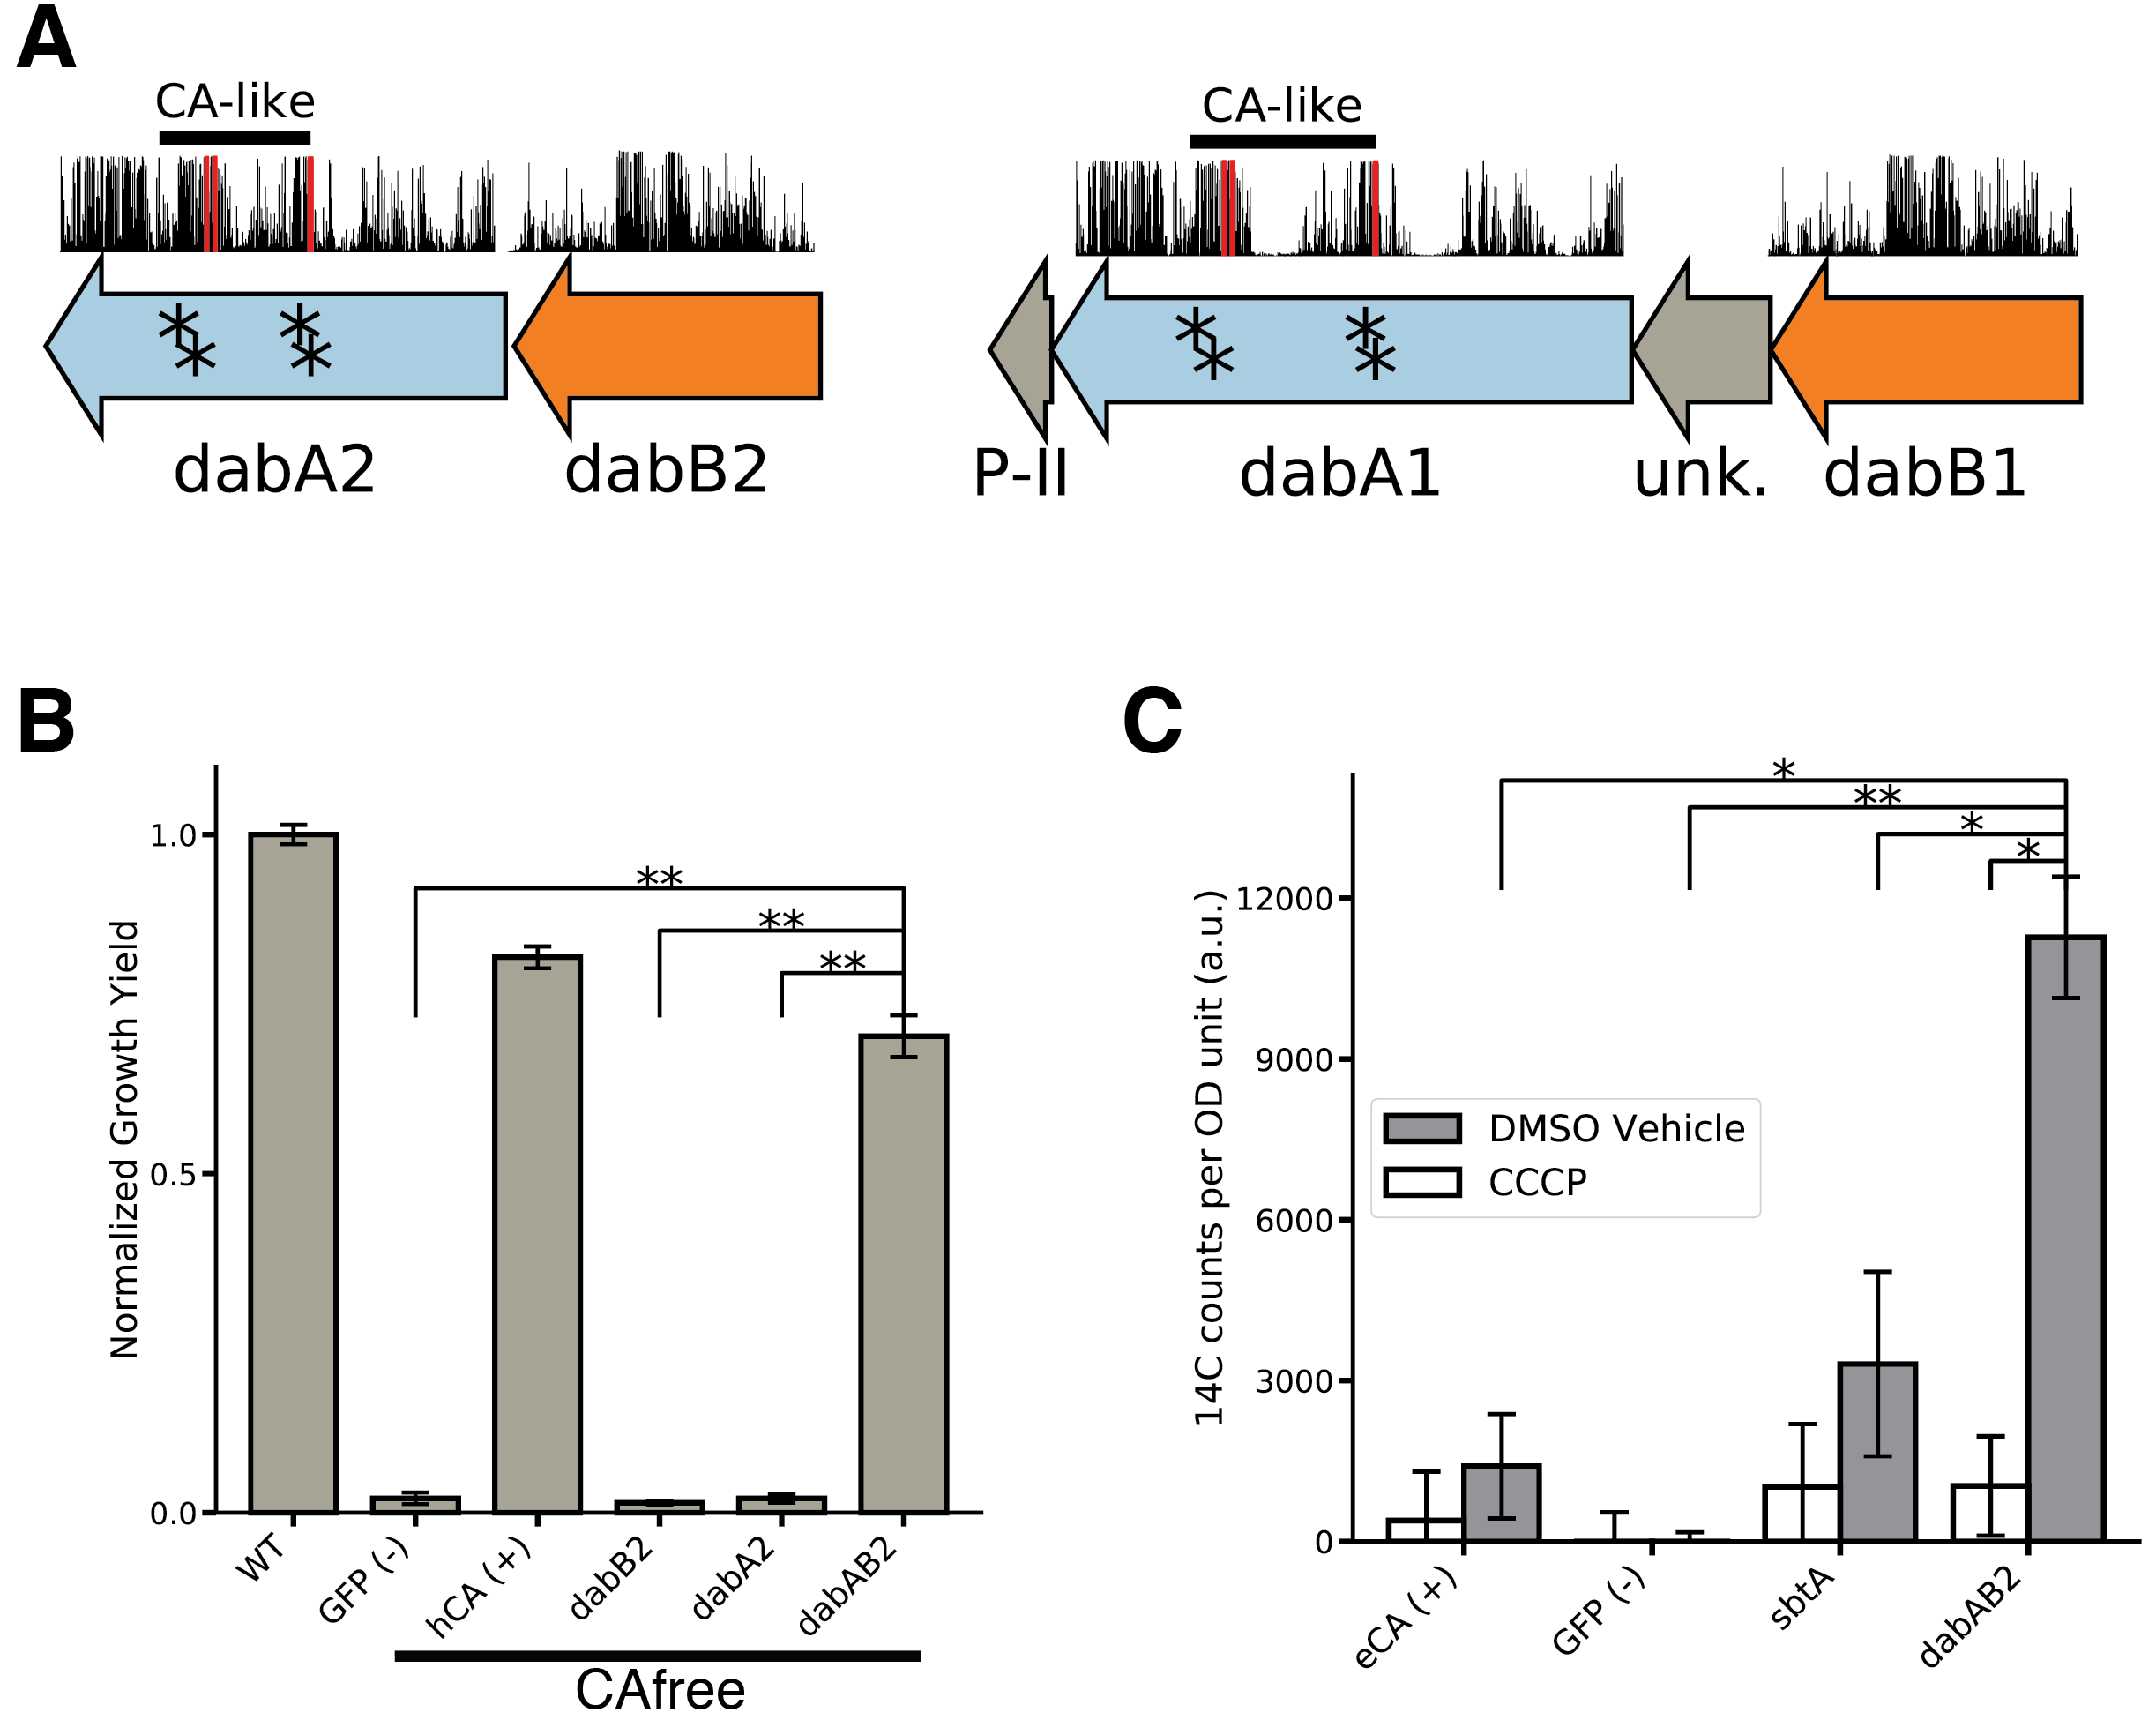 A
CA-like
CA-like
*
*
*
*
*
*
*
*
dabA2
dabB2
P-II
dabA1
unk.
dabB1
B
Normalized Growth Yield
1.0
0.5
0.0
**
**
**
WT
GFP (-)
hCA (+)
dabB2
dabA2
dabAB2
CAfree
C
14C counts per OD unit (a.u.)
12000
9000
6000
3000
0
*
**
*
*
DMSO Vehicle
CCCP
eCA (+)
GFP (-)
sbtA
dabAB2